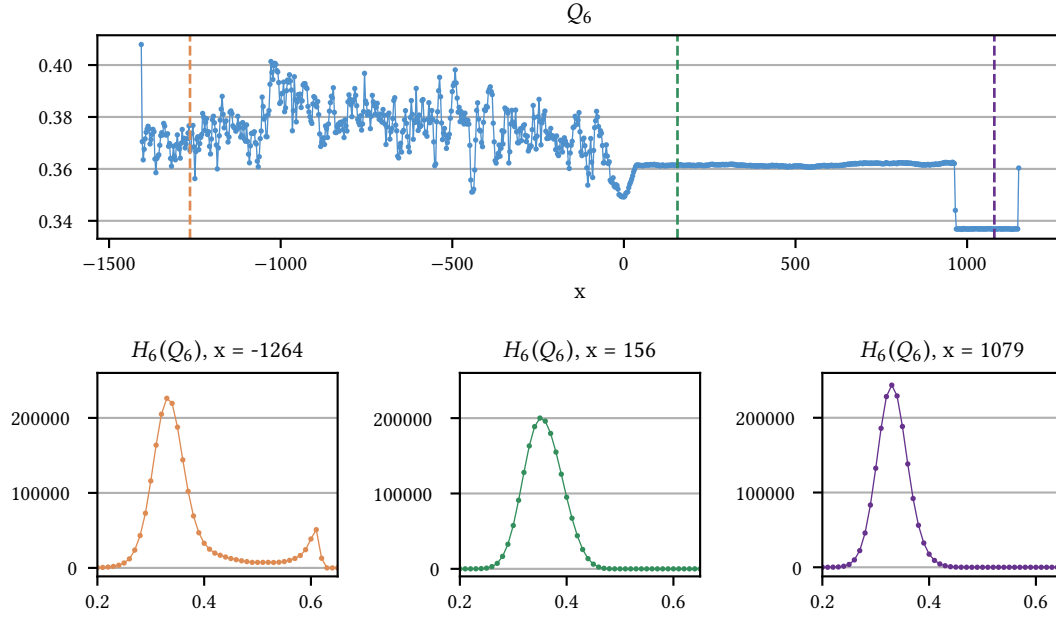 Q₆
0.40
0.38
0.36
0.34
−1500 −1000 −500 0 500 1000
x
H₆(Q₆), x = -1264 H₆(Q₆), x = 156 H₆(Q₆), x = 1079
200000 200000 200000
100000 100000 100000
0 0 0
0.2 0.4 0.6 0.2 0.4 0.6 0.2 0.4 0.6